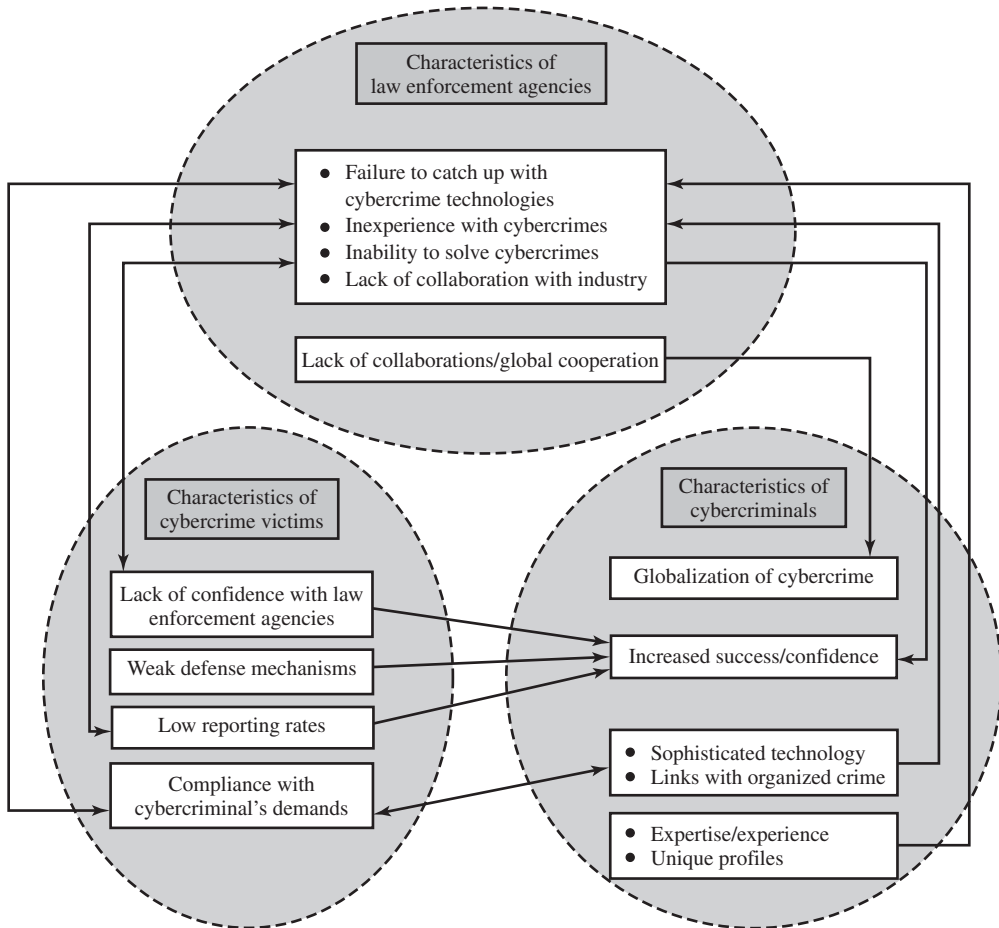 Characteristics of
law enforcement agencies
● Failure to catch up with
cybercrime technologies
● Inexperience with cybercrimes
● Inability to solve cybercrimes
● Lack of collaboration with industry
Lack of collaborations/global cooperation
Characteristics of
cybercrime victims
Lack of confidence with law
enforcement agencies
Weak defense mechanisms
Low reporting rates
Compliance with
cybercriminal’s demands
Characteristics of
cybercriminals
Globalization of cybercrime
Increased success/confidence
● Sophisticated technology
● Links with organized crime
● Expertise/experience
● Unique profiles